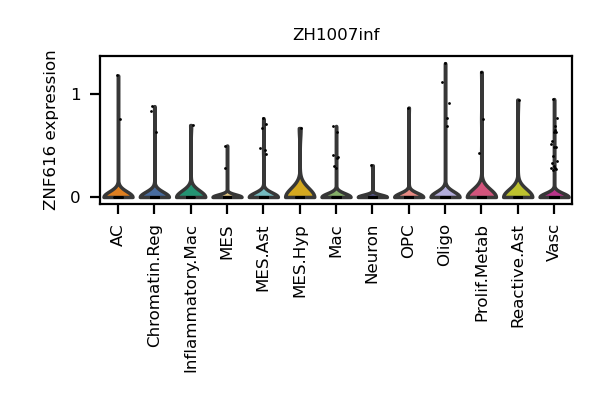 ZH1007inf
ZNF616 expression
1
0
AC
Chromatin.Reg
Inflammatory.Mac
MES
MES.Ast
MES.Hyp
Mac
Neuron
OPC
Oligo
Prolif.Metab
Reactive.Ast
Vasc